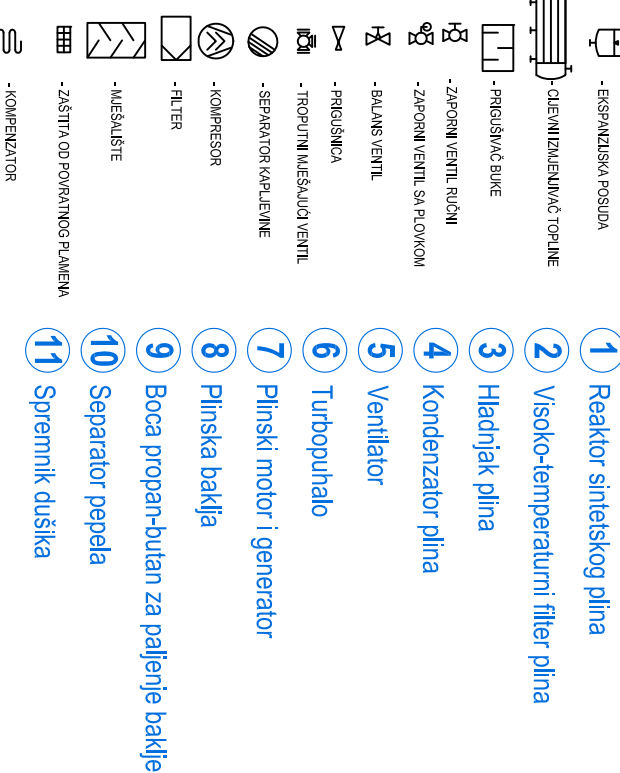 - EKSPANZIJSKA POSUDA
- CIJEVNI IZMJENJIVAČ TOPLINE
- PRIGUŠIVAČ BUKE
- ZAPORNI VENTIL RUČNI
- ZAPORNI VENTIL SA PLOVKOM
- BALANS VENTIL
- PRIGUŠNICA
- TROPUTNI MJEŠAJUĆI VENTIL
- SEPARATOR KAPLJEVINE
- KOMPRESOR
- FILTER
- MJEŠALIŠTE
- ZAŠTITA OD POVRATNOG PLAMENA
- KOMPENZATOR
1 Reaktor sintetskog plina
2 Visoko-temperaturni filter plina
3 Hladnjak plina
4 Kondenzator plina
5 Ventilator
6 Turbopuhalo
7 Plinski motor i generator
8 Plinska baklja
9 Boca propan-butan za paljenje baklje
10 Separator pepela
11 Spremnik dušika